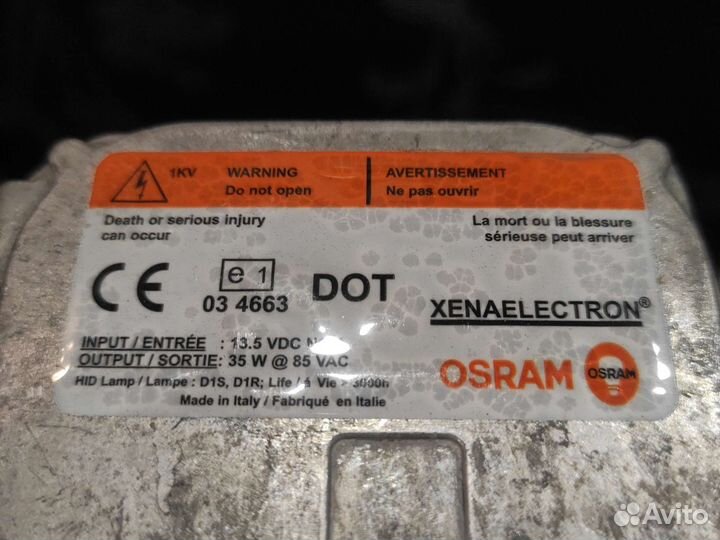 1KV
WARNING
Do not open
AVERTISSEMENT
Ne pas ouvrir
Death or serious injury
can occur
La mort ou la blessure
sérieuse peut arriver
CE
e 1
03 4663
DOT
XENAELECTRON®
INPUT / ENTRÉE : 13.5 VDC
OUTPUT / SORTIE: 35 W @ 85 VAC
HID Lamp / Lampe : D1S, D1R; Life / á Vie > 3000h
Made in Italy / Fabriqué en Italie
OSRAM
OSRAM
Avito